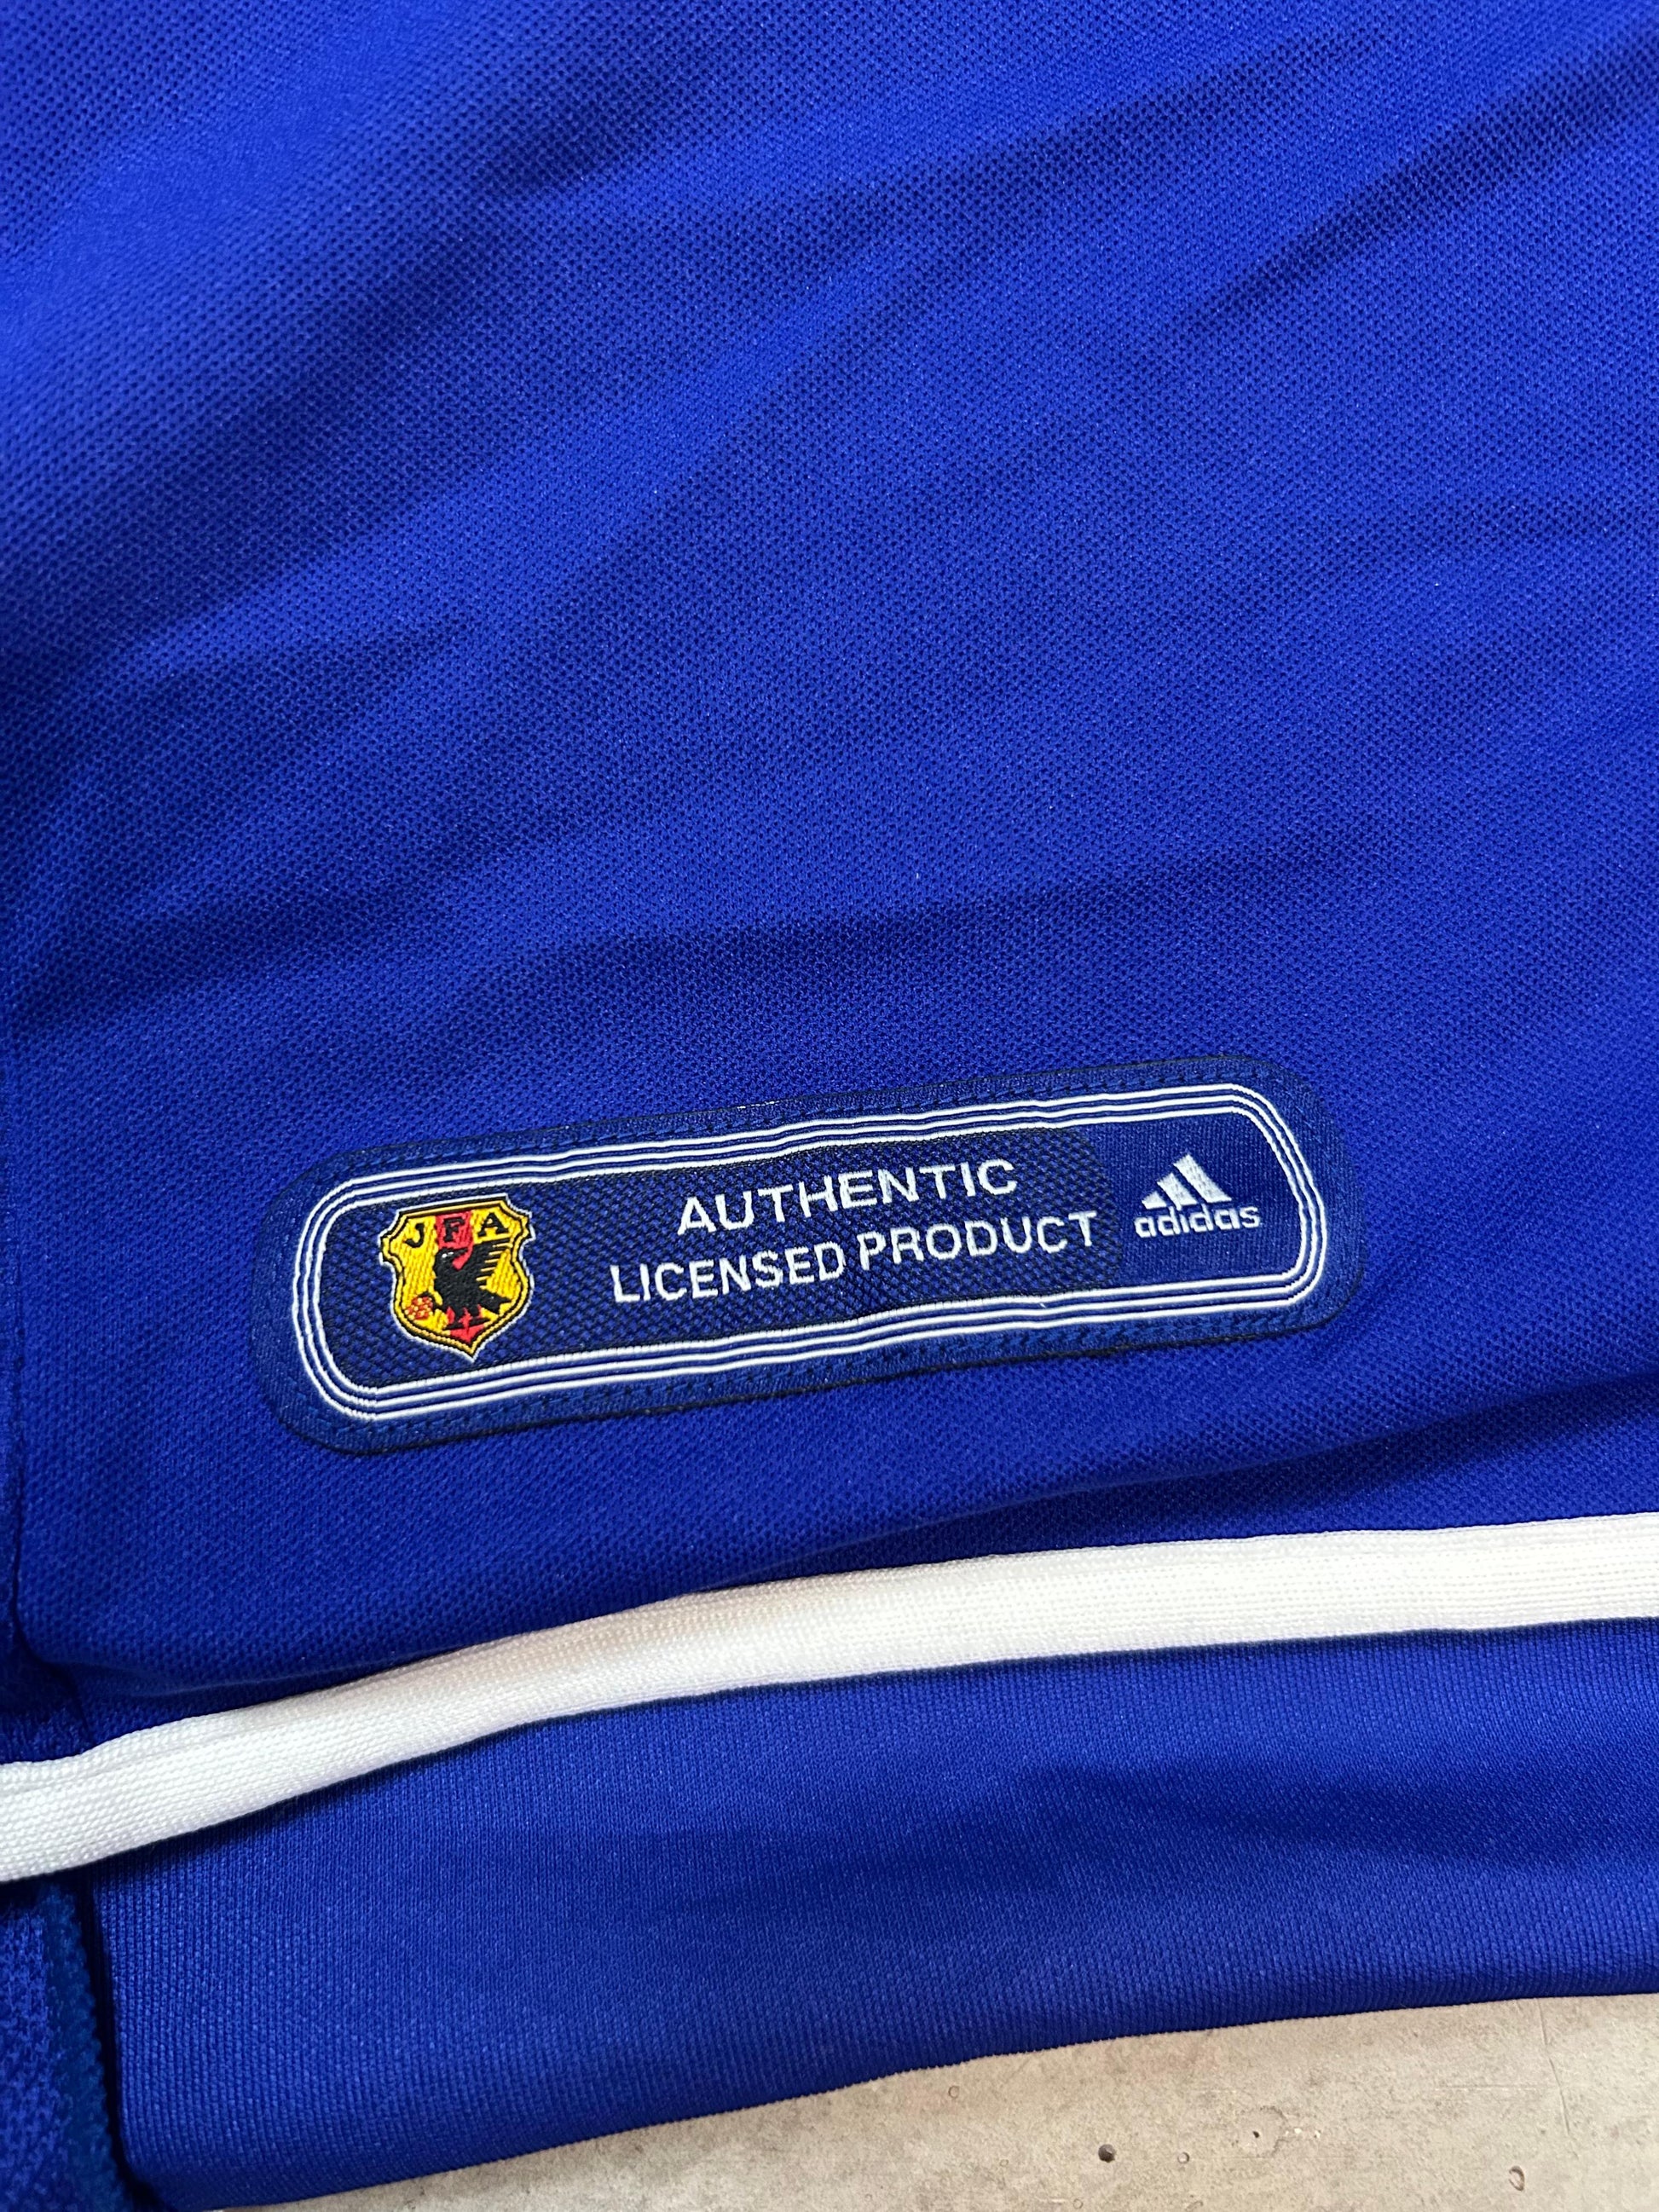 JFA
AUTHENTIC
LICENSED PRODUCT
adidas